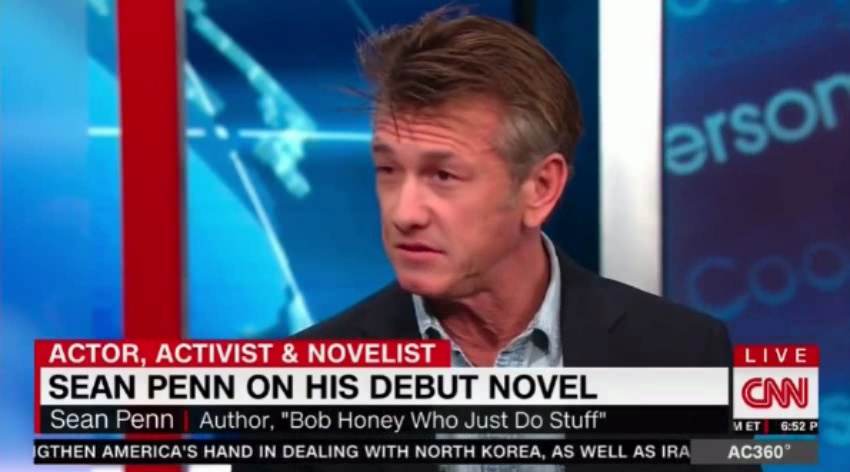 erson
Coo
ACTOR, ACTIVIST & NOVELIST
LIVE
SEAN PENN ON HIS DEBUT NOVEL
CNN
Sean Penn | Author, "Bob Honey Who Just Do Stuff"
M ET 6:52 P
GTHEN AMERICA'S HAND IN DEALING WITH NORTH KOREA, AS WELL AS IRA
AC360°